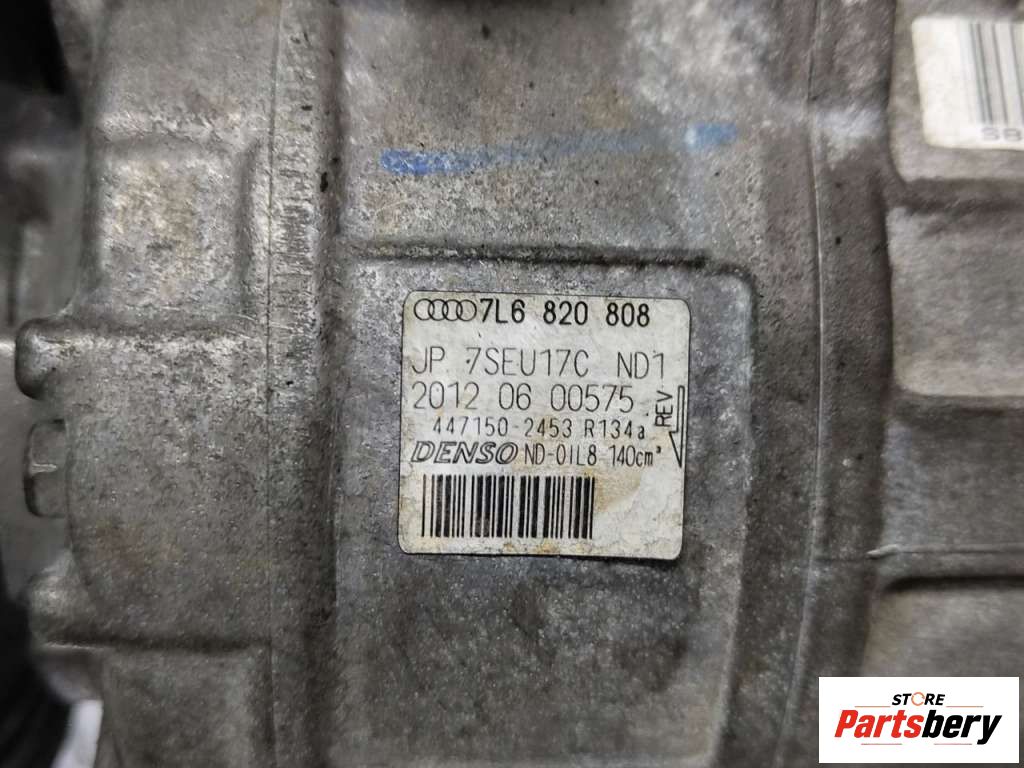 7L6 820 808
JP 7SEU17C ND1
2012 06 00575
REV
447150-2453 R134a
DENSO ND-OIL8 140cm³
STORE
Partsbery